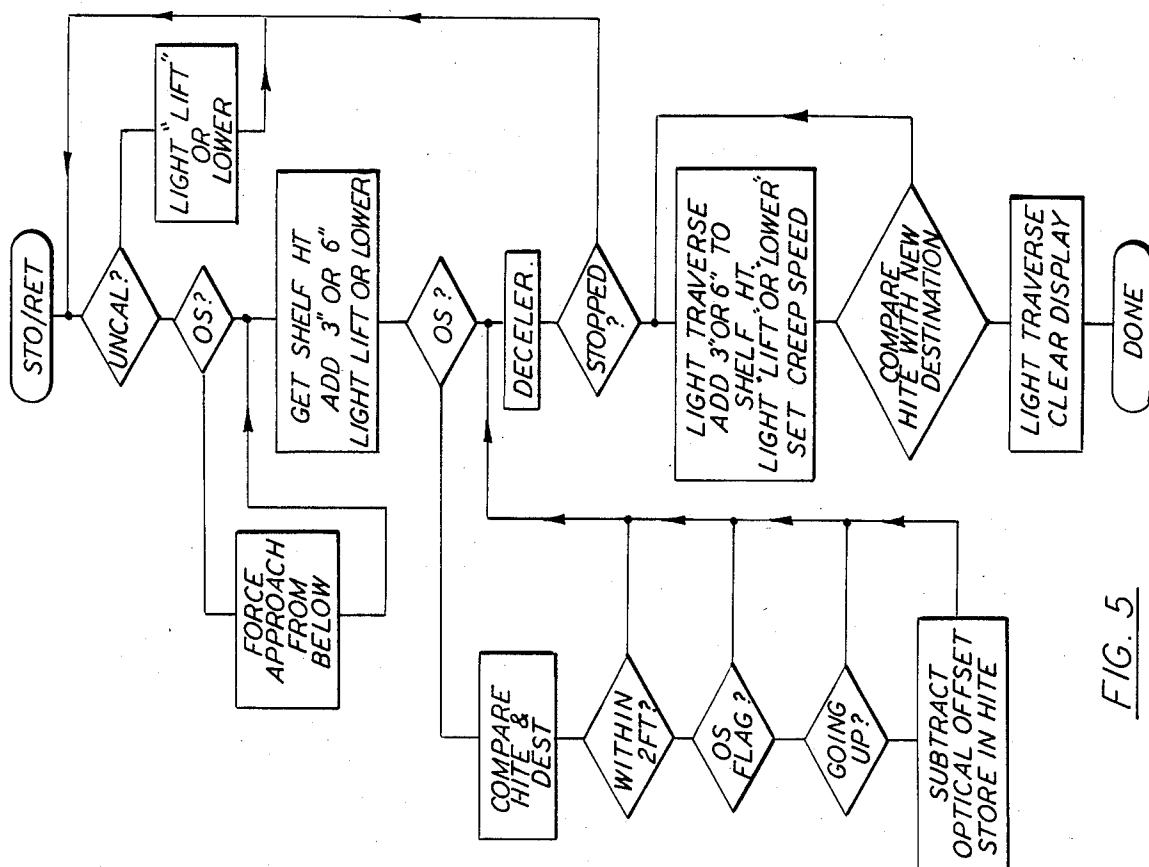 STO/RET
UNCAL?
LIGHT "LIFT"
OR
LOWER
OS?
FORCE
APPROACH
FROM
BELOW
GET SHELF HT
ADD 3" OR 6"
LIGHT LIFT OR LOWER
OS?
COMPARE
HITE &
DEST
WITHIN
2FT?
OS
FLAG?
GOING
UP?
SUBTRACT
OPTICAL OFFSET
STORE IN HITE
DECELER.
STOPPED
?
LIGHT TRAVERSE
ADD 3" OR 6" TO
SHELF HT.
LIGHT "LIFT" OR "LOWER"
SET CREEP SPEED
COMPARE
HITE WITH NEW
DESTINATION
LIGHT TRAVERSE
CLEAR DISPLAY
DONE
FIG. 5